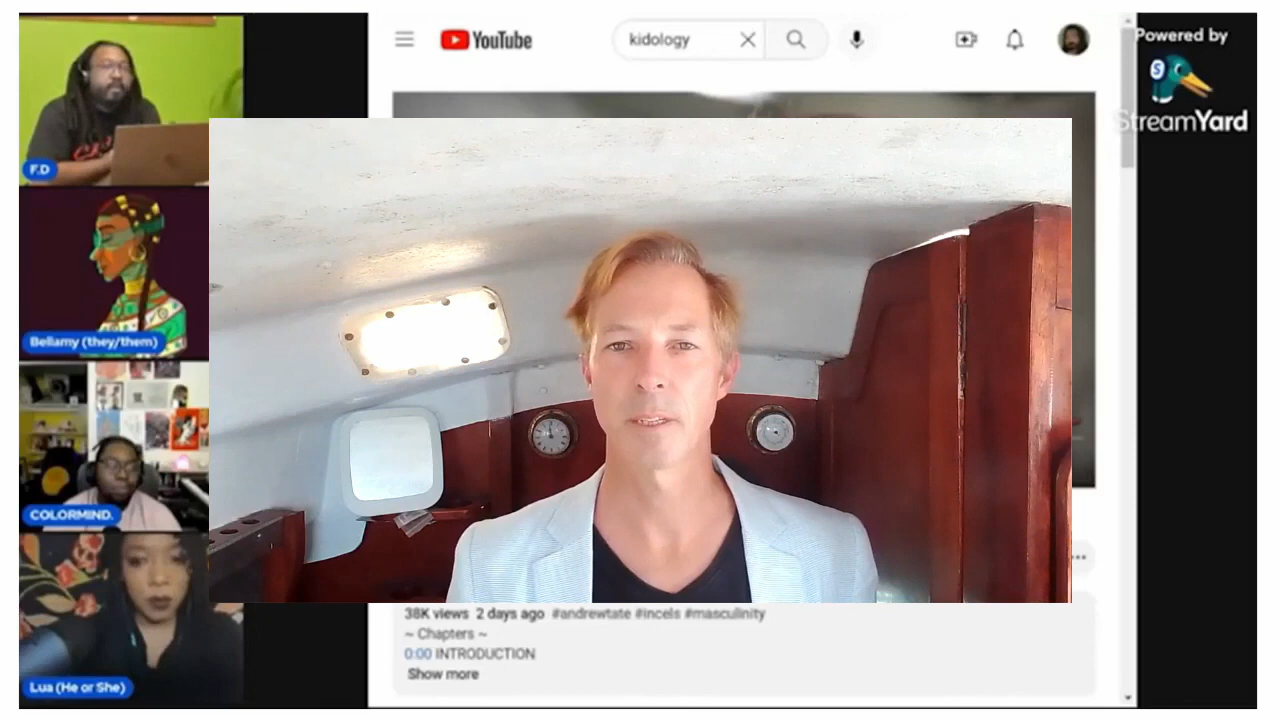 YouTube
kidology
Powered by
StreamYard
F.D
Bellamy (they/them)
COLORMIND.
Lua (He or She)
38K views 2 days ago #andrewtate #incels #masculinity
~ Chapters ~
0:00 INTRODUCTION
Show more